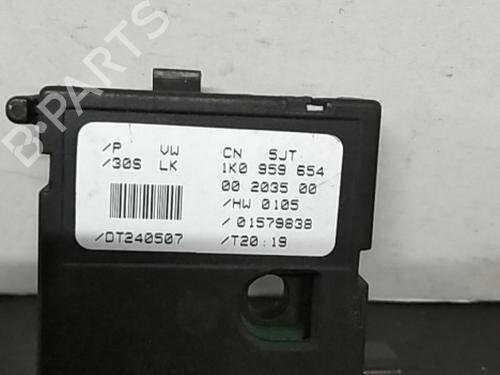 /P VW CN 5JT
/30S LK 1K0 959 654
00 2035 00
/HW 0105
/01579838
/DT240507 /T20:19
B-PARTS